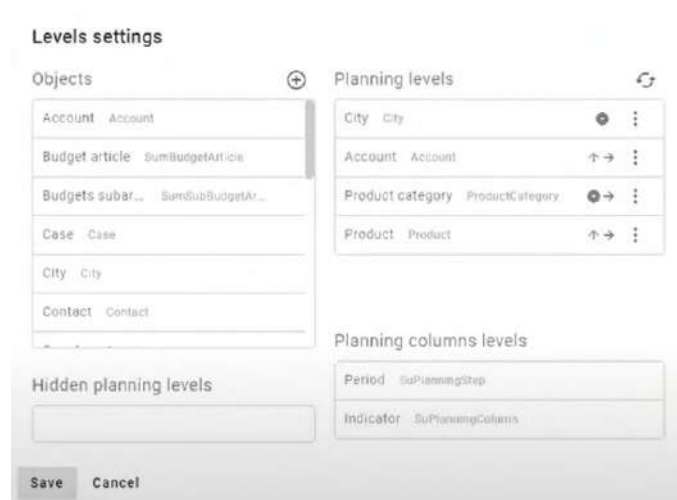 Levels settings
Objects
Account Account
Budget article SumBudgetArticle
Budgets subar... SumSubBudgetAr...
Case Case
City City
Contact Contact
Hidden planning levels
Planning levels
City City
Account Account
Product category ProductCategory
Product Product
Planning columns levels
Period SuPlanningStep
Indicator SuPlanningColumn
Save Cancel